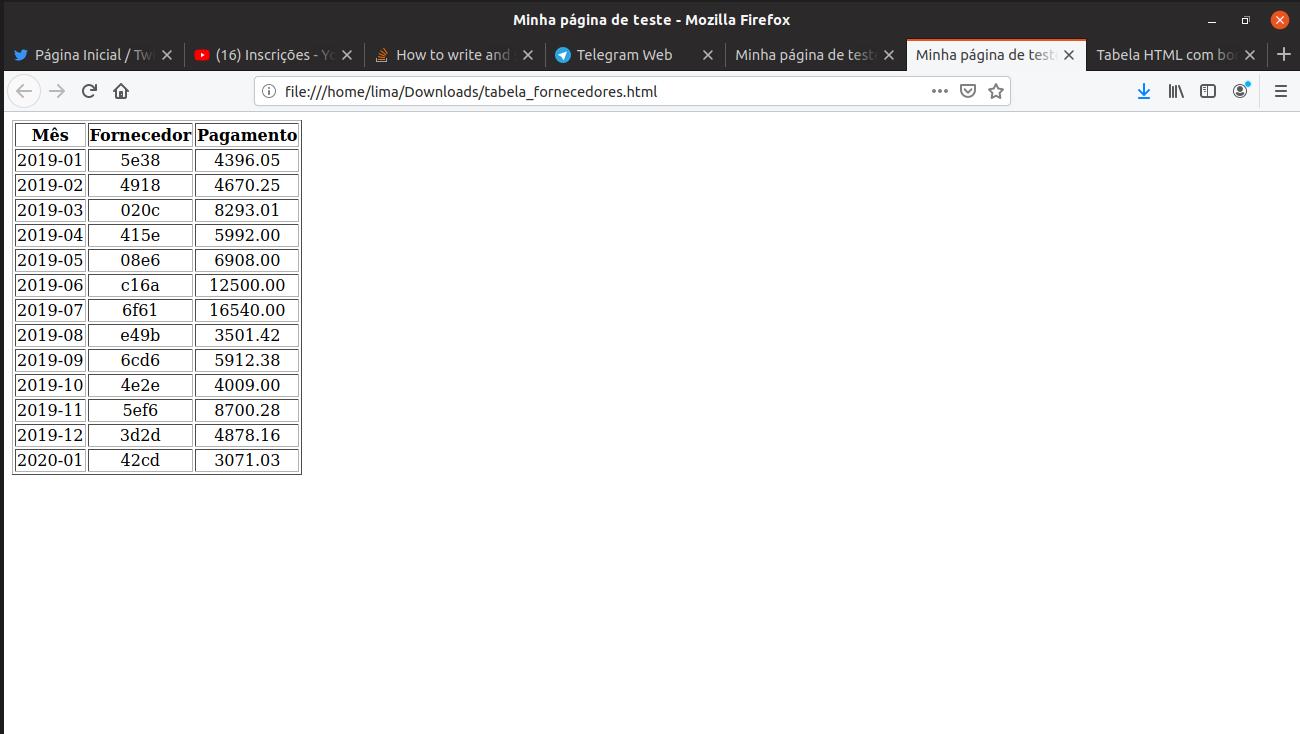 Minha página de teste - Mozilla Firefox
Página Inicial / Tw (16) Inscrições - Yo How to write and Telegram Web Minha página de test Minha página de test Tabela HTML com bo
file:///home/lima/Downloads/tabela_fornecedores.html
Mês Fornecedor Pagamento
2019-01 5e38 4396.05
2019-02 4918 4670.25
2019-03 020c 8293.01
2019-04 415e 5992.00
2019-05 08e6 6908.00
2019-06 c16a 12500.00
2019-07 6f61 16540.00
2019-08 e49b 3501.42
2019-09 6cd6 5912.38
2019-10 4e2e 4009.00
2019-11 5ef6 8700.28
2019-12 3d2d 4878.16
2020-01 42cd 3071.03